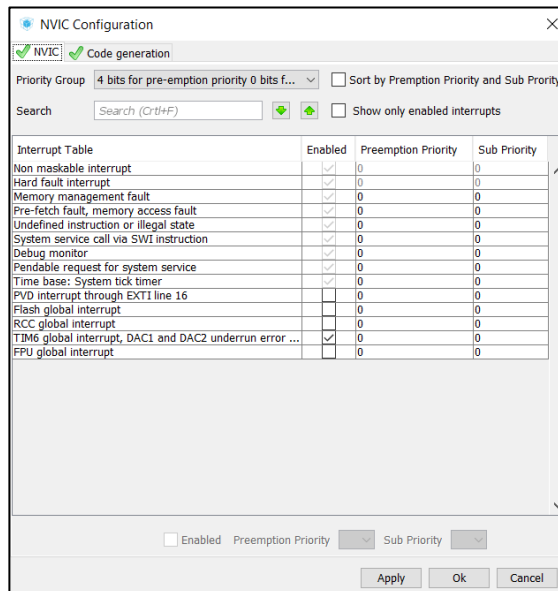 NVIC Configuration
NVIC Code generation
Priority Group 4 bits for pre-emption priority 0 bits f... Sort by Premption Priority and Sub Prority
Search Search (Crtl+F) Show only enabled interrupts
Interrupt Table Enabled Preemption Priority Sub Priority
Non maskable interrupt 0 0
Hard fault interrupt 0 0
Memory management fault 0 0
Pre-fetch fault, memory access fault 0 0
Undefined instruction or illegal state 0 0
System service call via SWI instruction 0 0
Debug monitor 0 0
Pendable request for system service 0 0
Time base: System tick timer 0 0
PVD interrupt through EXTI line 16 0 0
Flash global interrupt 0 0
RCC global interrupt 0 0
TIM6 global interrupt, DAC1 and DAC2 underrun error ... 0 0
FPU global interrupt 0 0
Enabled Preemption Priority Sub Priority
Apply Ok Cancel